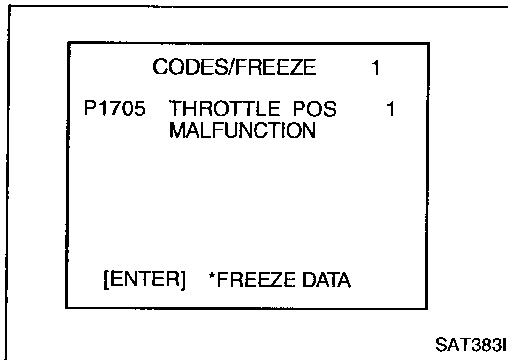 CODES/FREEZE 1
P1705 THROTTLE POS 1
MALFUNCTION
[ENTER] *FREEZE DATA
SAT383I